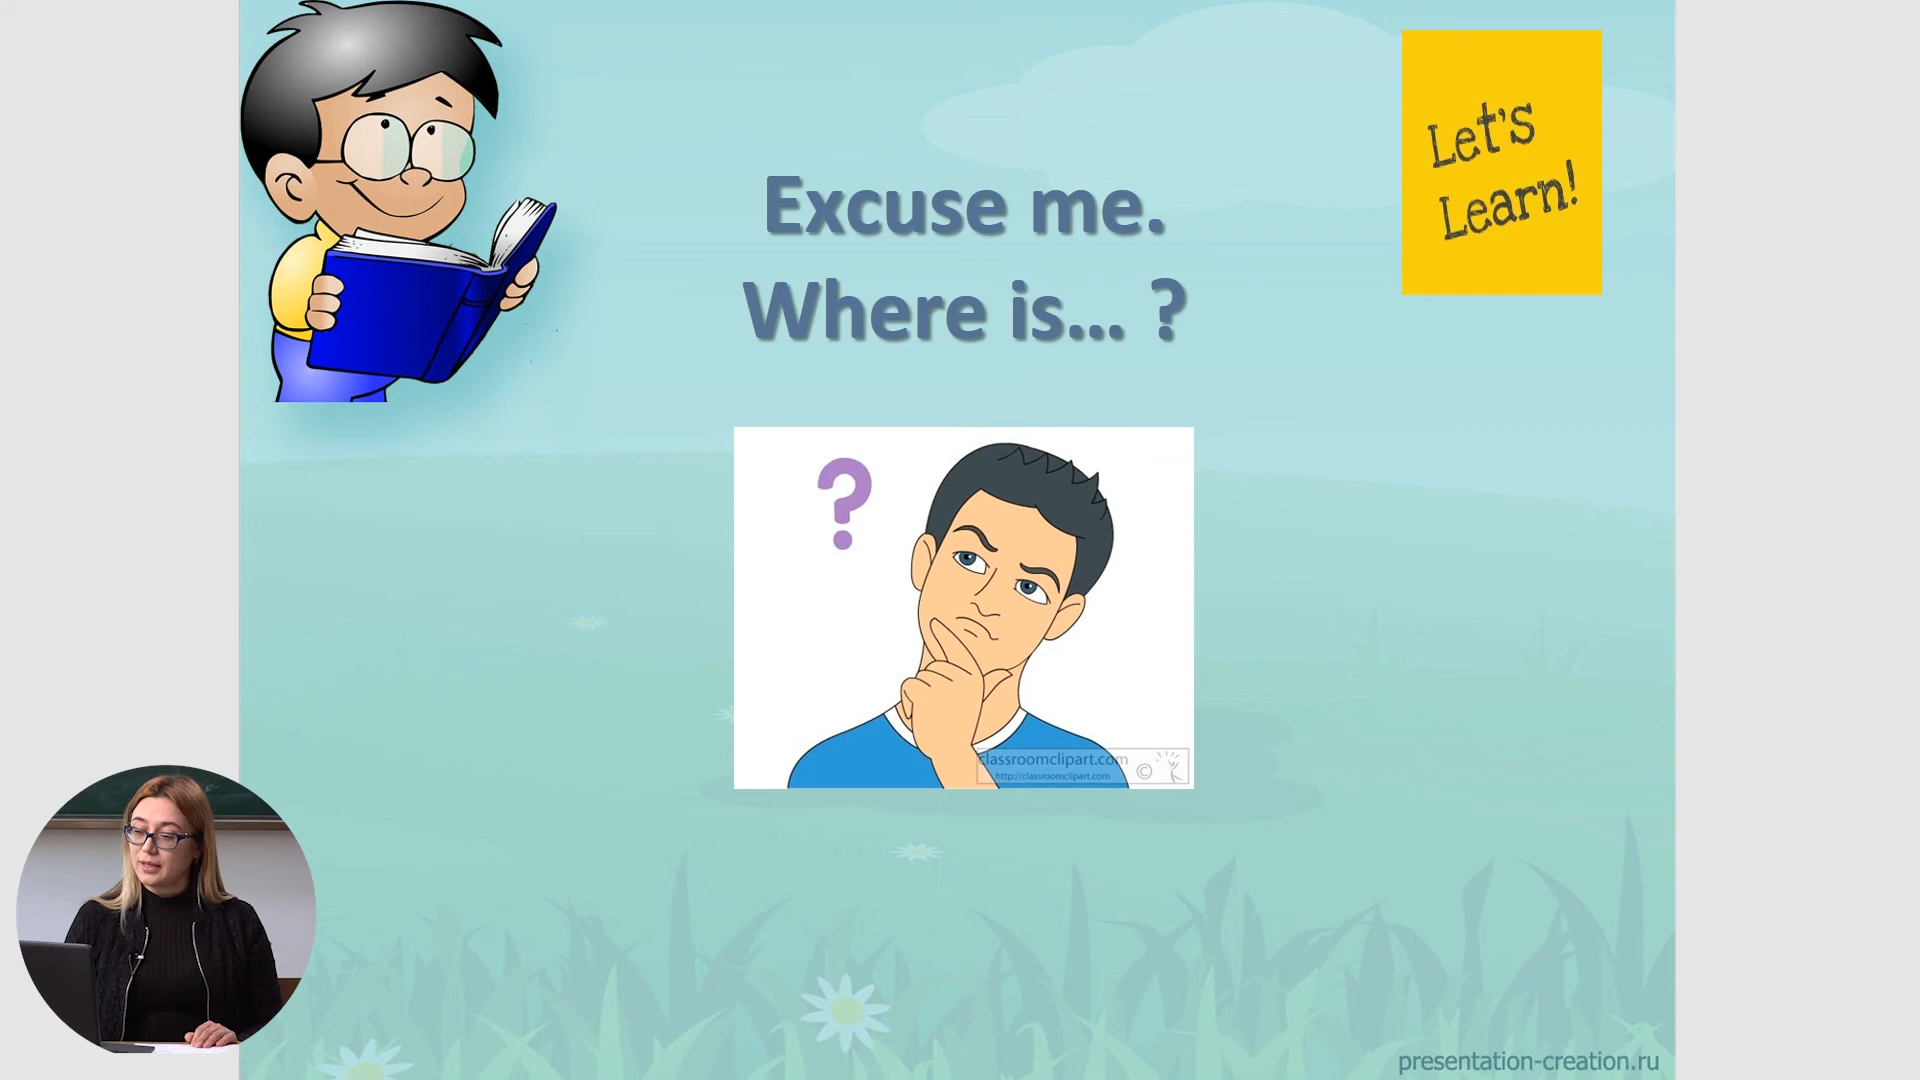 Let's
Learn!
Excuse me.
Where is... ?
?
classroomclipart.com
http://classroomclipart.com
©
presentation-creation.ru